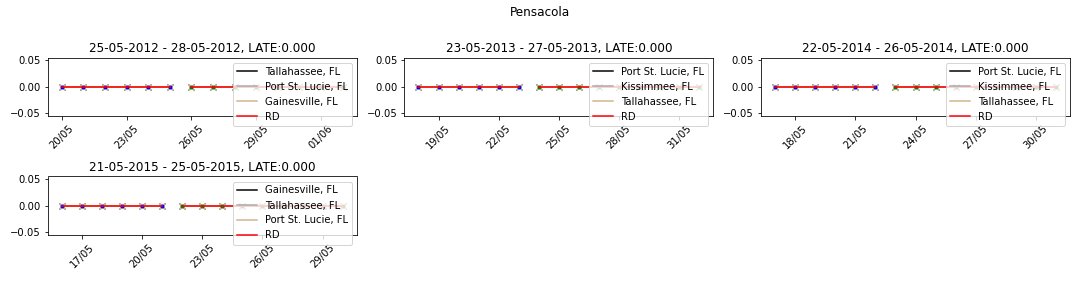 Pensacola
25-05-2012 - 28-05-2012, LATE:0.000
0.05
0.00
−0.05
Tallahassee, FL
Port St. Lucie, FL
Gainesville, FL
RD
20/05
23/05
26/05
29/05
01/06
23-05-2013 - 27-05-2013, LATE:0.000
0.05
0.00
−0.05
Port St. Lucie, FL
Kissimmee, FL
Tallahassee, FL
RD
19/05
22/05
25/05
28/05
31/05
22-05-2014 - 26-05-2014, LATE:0.000
0.05
0.00
−0.05
Port St. Lucie, FL
Kissimmee, FL
Tallahassee, FL
RD
18/05
21/05
24/05
27/05
30/05
21-05-2015 - 25-05-2015, LATE:0.000
0.05
0.00
−0.05
Gainesville, FL
Tallahassee, FL
Port St. Lucie, FL
RD
17/05
20/05
23/05
26/05
29/05